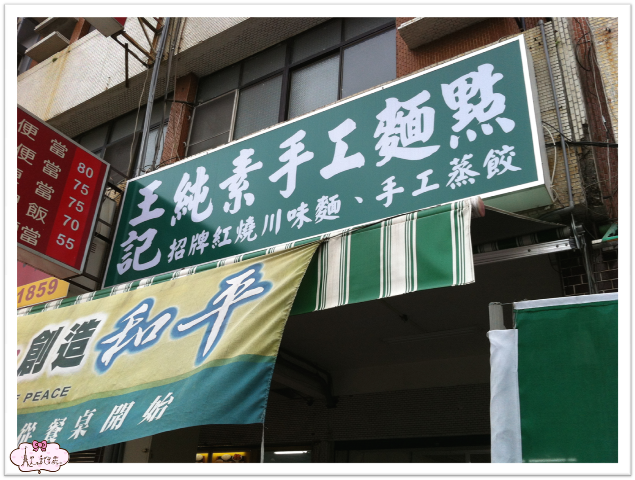 王記
純素手工麵點
招牌紅燒川味麵、手工蒸餃
便當 80
便當 75
當 75
飯 70
當 55
1859
創造和平
PEACE
從餐桌開始